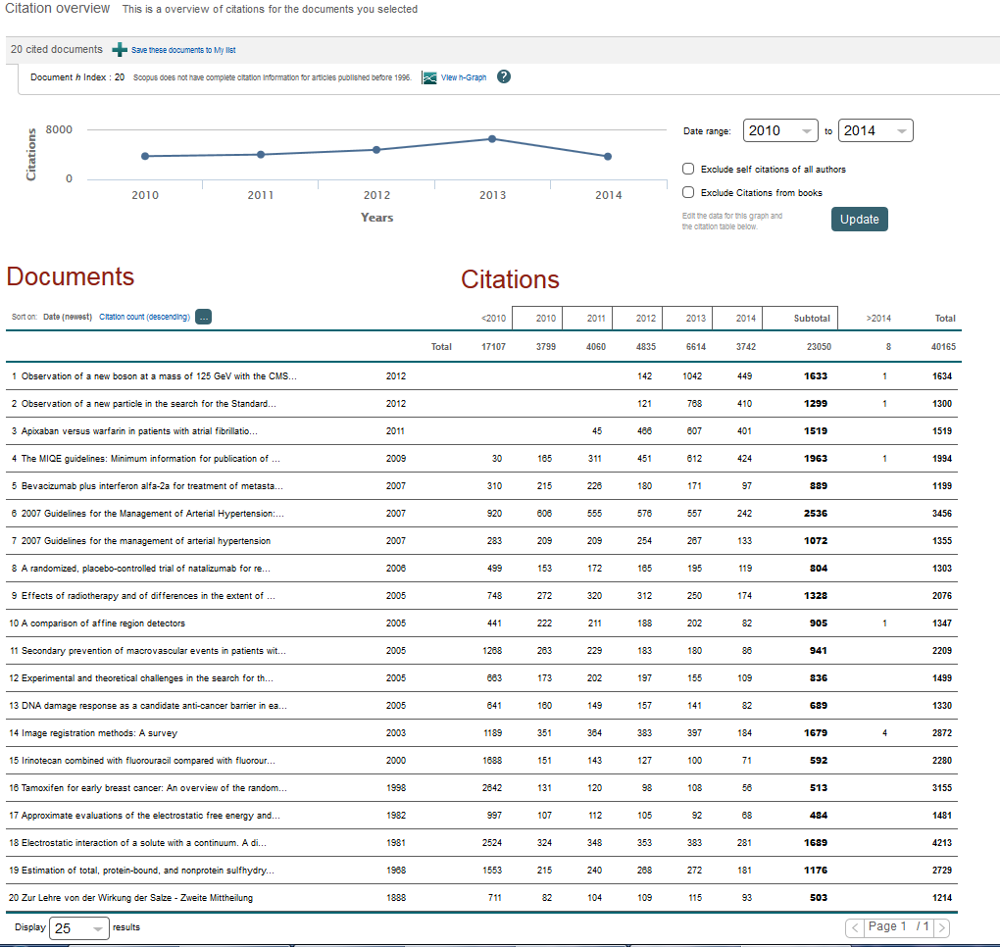 Citation overview This is a overview of citations for the documents you selected
20 cited documents Save these documents to My list
Document h Index : 20 Scopus does not have complete citation information for articles published before 1996. View h-Graph ?
Citations
8000
0
2010 2011 2012 2013 2014
Years
Date range: 2010 to 2014
Exclude self citations of all authors
Exclude Citations from books
Edit the data for this graph and
the citation table below.
Update
Documents Citations
Sort on: Date (newest) Citation count (descending) ...
<2010 2010 2011 2012 2013 2014 Subtotal >2014 Total
Total 17107 3799 4060 4835 6614 3742 23050 8 40165
1 Observation of a new boson at a mass of 125 GeV with the CMS... 2012 142 1042 449 1633 1 1634
2 Observation of a new particle in the search for the Standard... 2012 121 768 410 1299 1 1300
3 Apixaban versus warfarin in patients with atrial fibrillatio... 2011 45 466 607 401 1519 1519
4 The MIQE guidelines: Minimum information for publication of ... 2009 30 165 311 451 612 424 1963 1 1994
5 Bevacizumab plus interferon alfa-2a for treatment of metasta... 2007 310 215 226 180 171 97 889 1199
6 2007 Guidelines for the Management of Arterial Hypertension:... 2007 920 606 555 576 557 242 2536 3456
7 2007 Guidelines for the management of arterial hypertension 2007 283 209 209 254 267 133 1072 1355
8 A randomized, placebo-controlled trial of natalizumab for re... 2006 499 153 172 165 195 119 804 1303
9 Effects of radiotherapy and of differences in the extent of ... 2005 748 272 320 312 250 174 1328 2076
10 A comparison of affine region detectors 2005 441 222 211 188 202 82 905 1 1347
11 Secondary prevention of macrovascular events in patients wit... 2005 1268 263 229 183 180 86 941 2209
12 Experimental and theoretical challenges in the search for th... 2005 663 173 202 197 155 109 836 1499
13 DNA damage response as a candidate anti-cancer barrier in ea... 2005 641 160 149 157 141 82 689 1330
14 Image registration methods: A survey 2003 1189 351 364 383 397 184 1679 4 2872
15 Irinotecan combined with fluorouracil compared with fluorour... 2000 1688 151 143 127 100 71 592 2280
16 Tamoxifen for early breast cancer: An overview of the random... 1998 2642 131 120 98 108 56 513 3155
17 Approximate evaluations of the electrostatic free energy and... 1982 997 107 112 105 92 68 484 1481
18 Electrostatic interaction of a solute with a continuum. A di... 1981 2524 324 348 353 383 281 1689 4213
19 Estimation of total, protein-bound, and nonprotein sulfhydry... 1968 1553 215 240 268 272 181 1176 2729
20 Zur Lehre von der Wirkung der Salze - Zweite Mittheilung 1888 711 82 104 109 115 93 503 1214
Display 25 results < Page 1 / 1 >